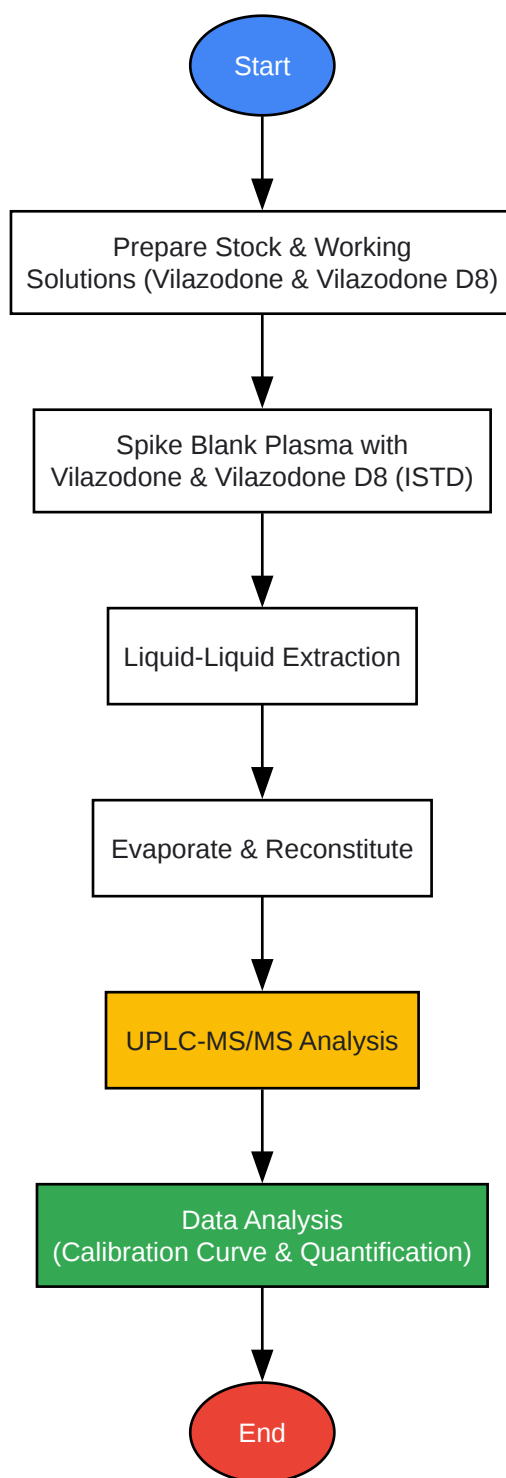 Start
Prepare Stock & Working
Solutions (Vilazodone & Vilazodone D8)
Spike Blank Plasma with
Vilazodone & Vilazodone D8 (ISTD)
Liquid-Liquid Extraction
Evaporate & Reconstitute
UPLC-MS/MS Analysis
Data Analysis
(Calibration Curve & Quantification)
End